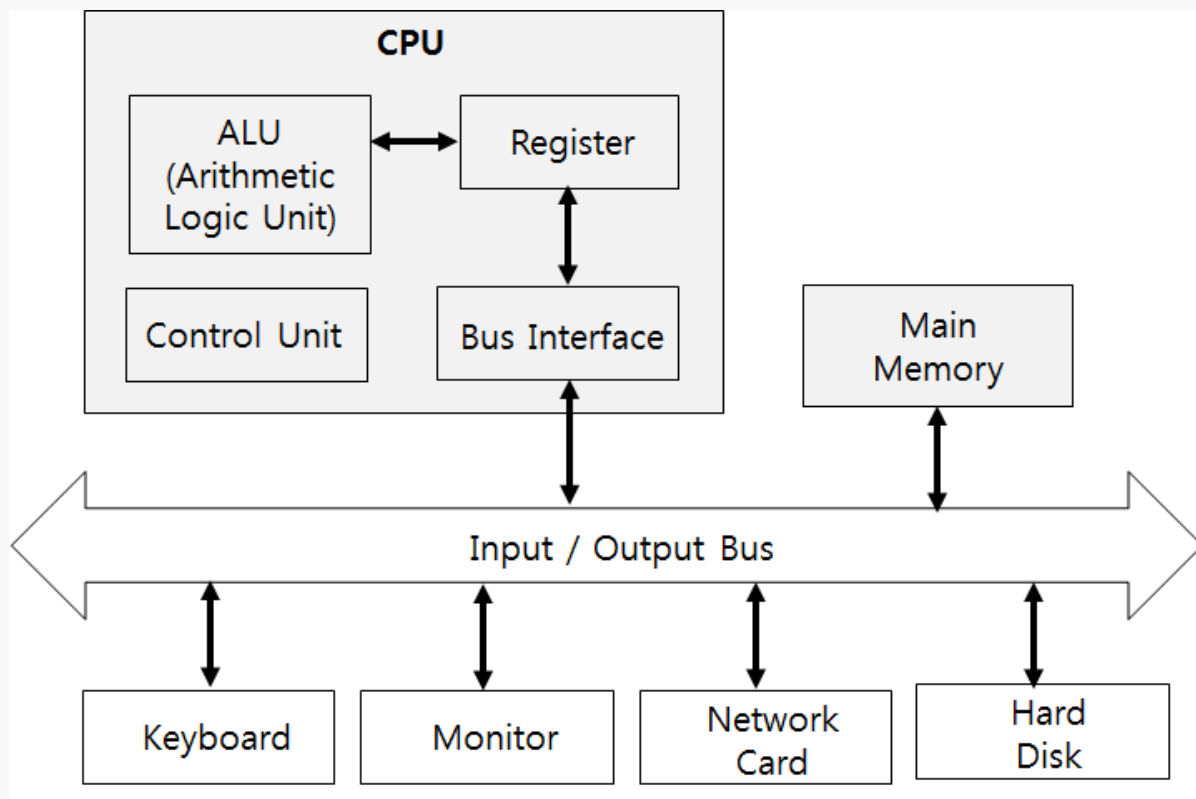 CPU
ALU
(Arithmetic
Logic Unit)
Register
Control Unit
Bus Interface
Main
Memory
Input / Output Bus
Keyboard
Monitor
Network
Card
Hard
Disk